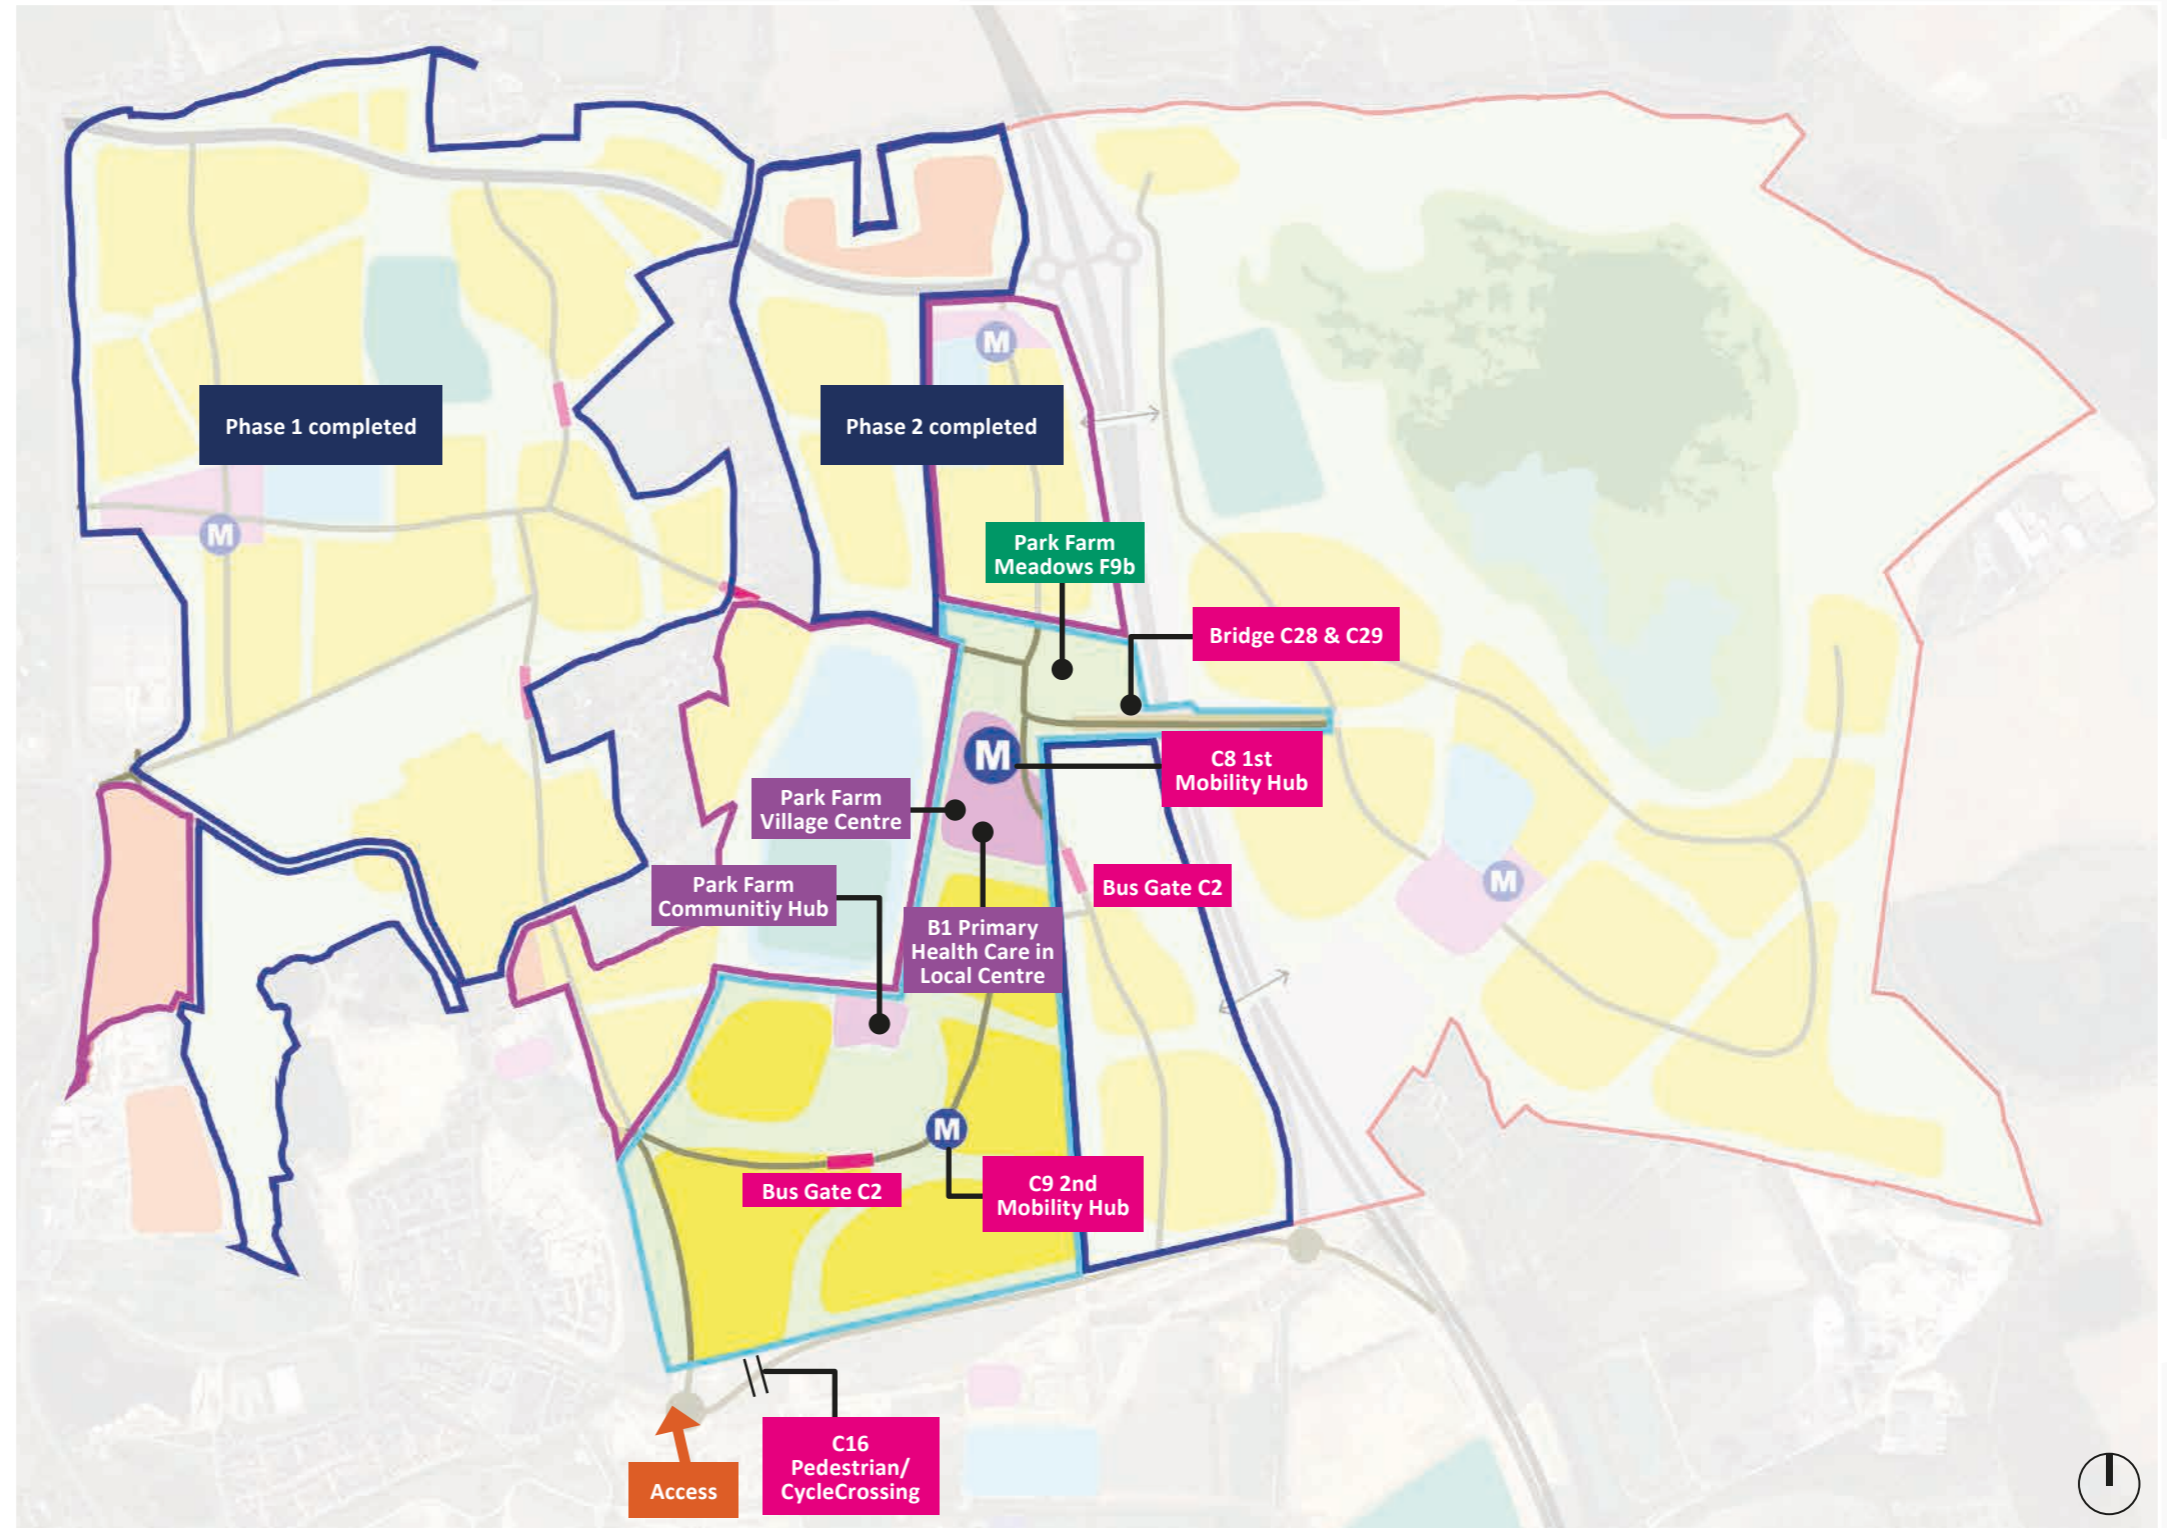 M
Phase 1 completed
Phase 2 completed
M
Park Farm
Meadows F9b
Bridge C28 & C29
M
C8 1st
Mobility Hub
Park Farm
Village Centre
Park Farm
Communitiy Hub
Bus Gate C2
M
B1 Primary
Health Care in
Local Centre
M
Bus Gate C2
C9 2nd
Mobility Hub
C16
Pedestrian/
CycleCrossing
Access